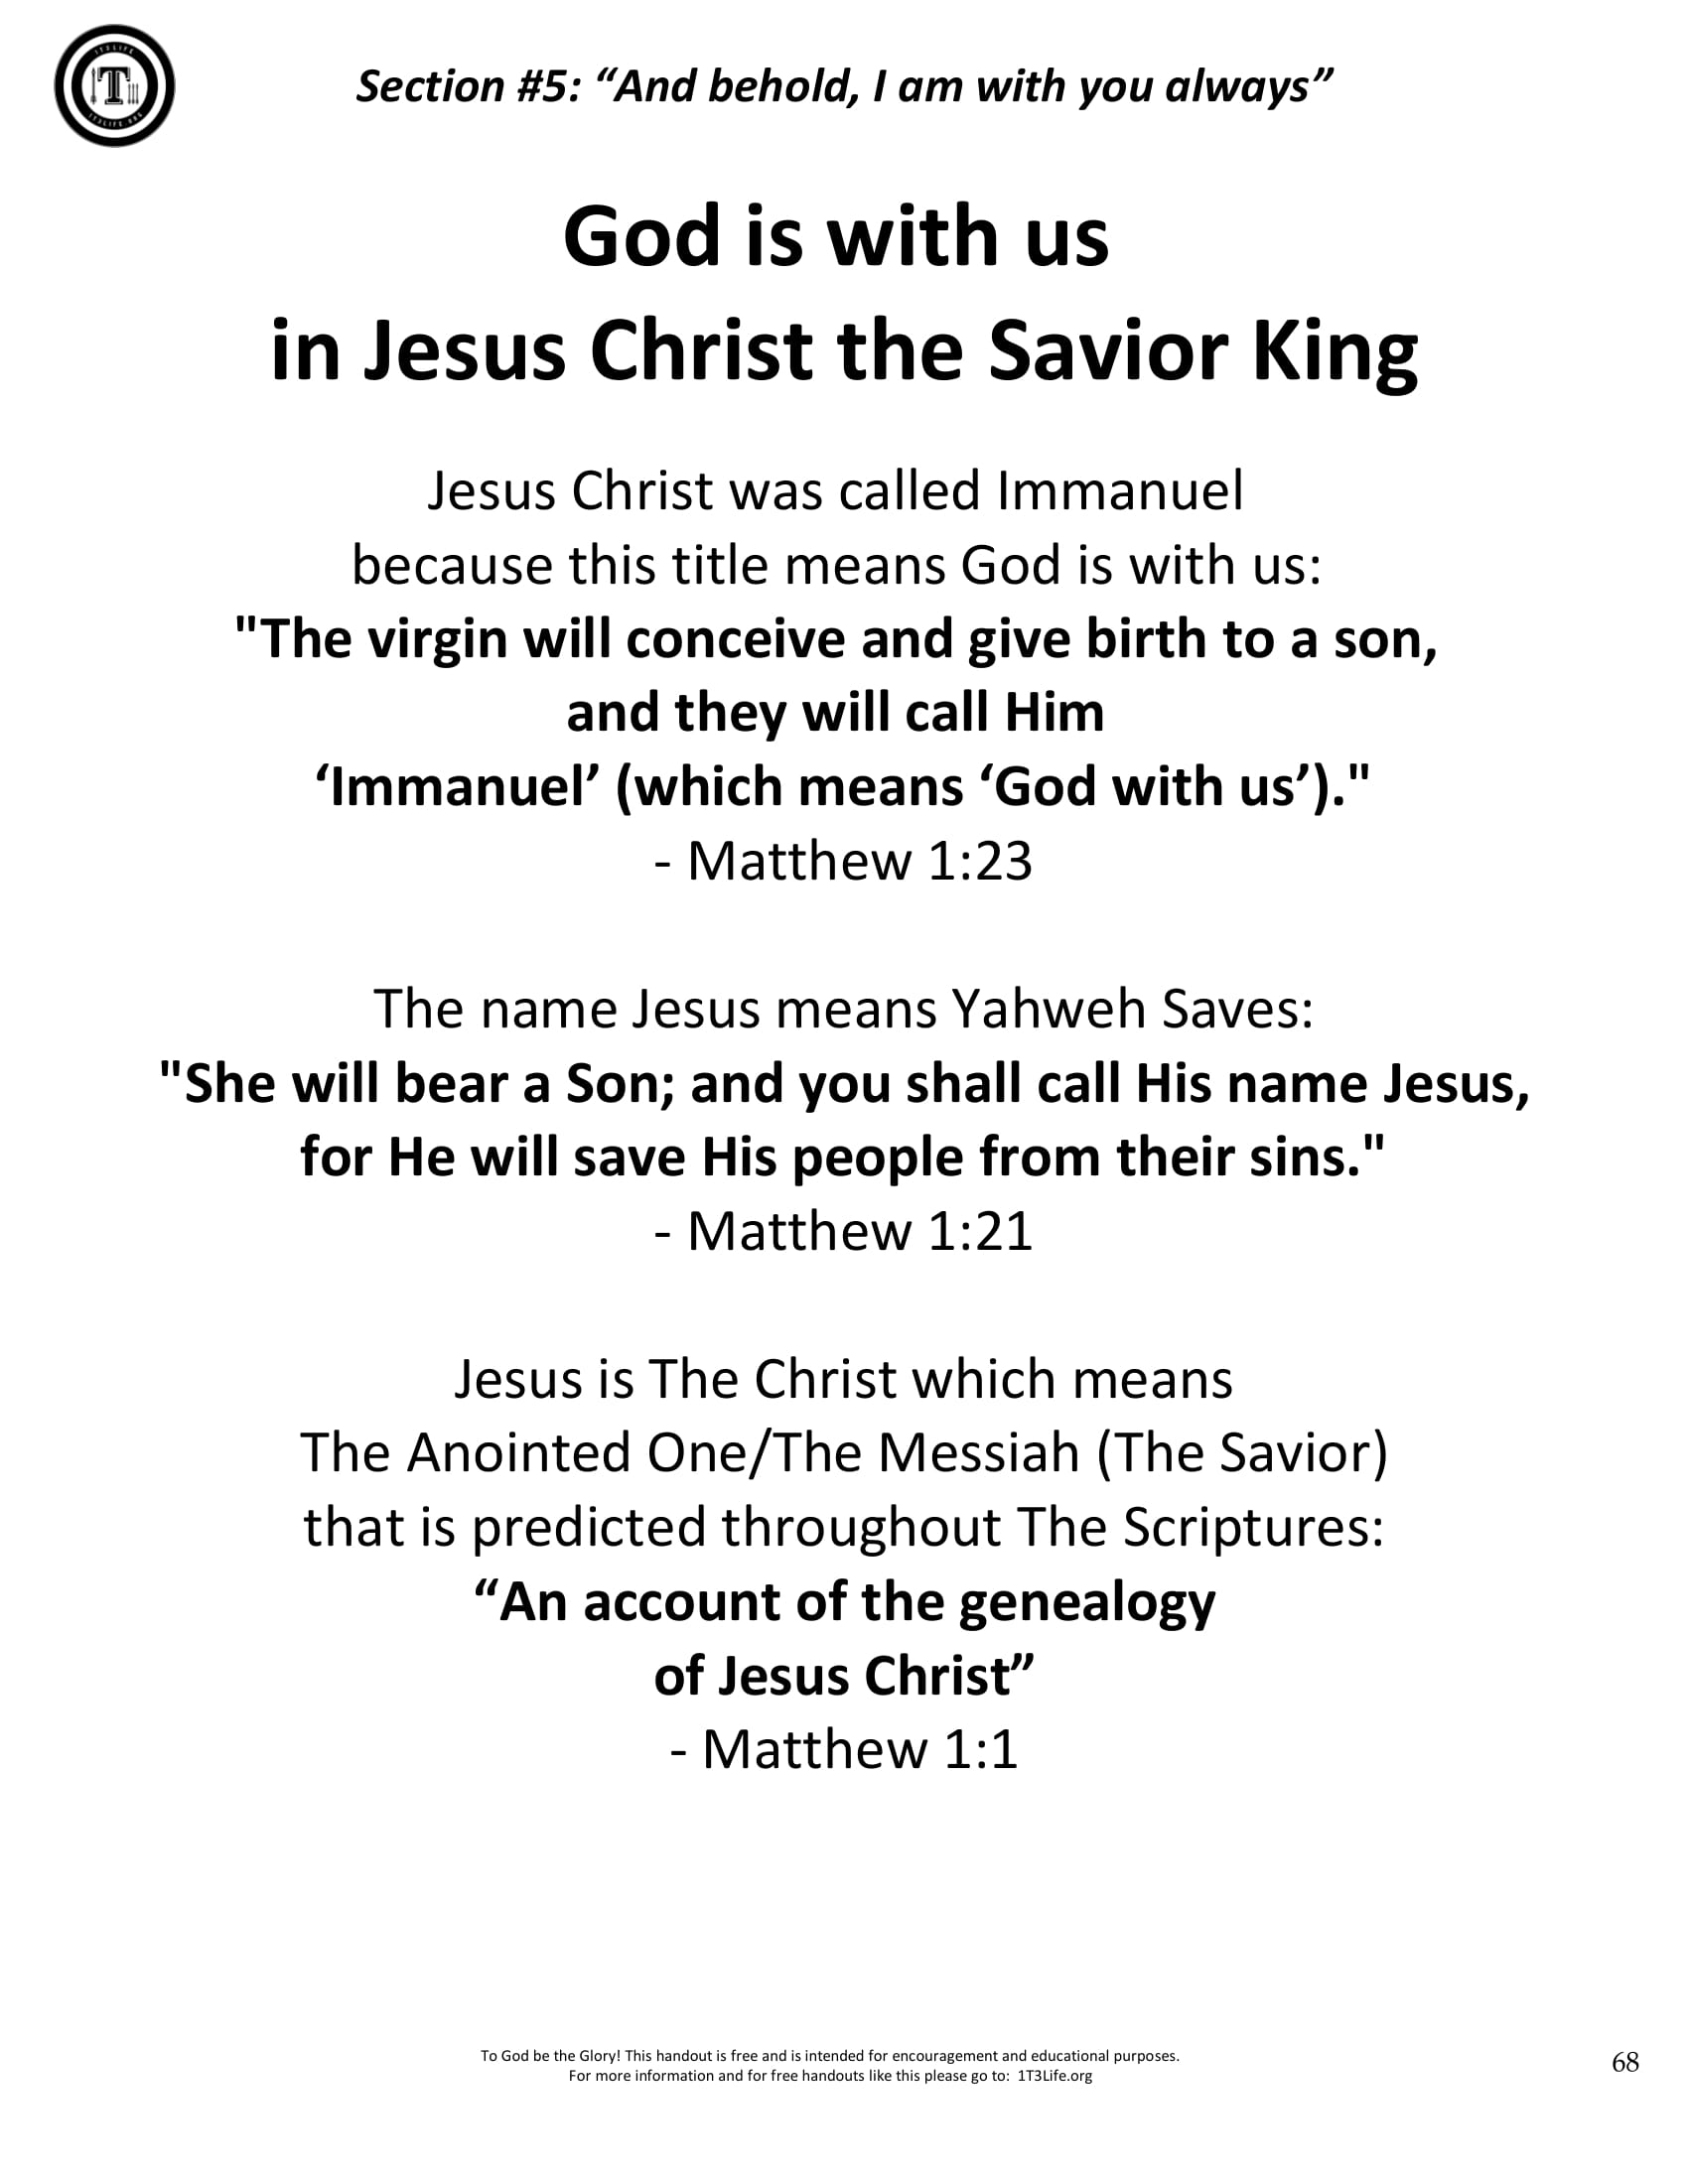 1T3LIFE
T
1T3LIFE.ORG
Section #5: “And behold, I am with you always”
God is with us
in Jesus Christ the Savior King
Jesus Christ was called Immanuel
because this title means God is with us:
"The virgin will conceive and give birth to a son,
and they will call Him
‘Immanuel’ (which means ‘God with us’)."
- Matthew 1:23
The name Jesus means Yahweh Saves:
"She will bear a Son; and you shall call His name Jesus,
for He will save His people from their sins."
- Matthew 1:21
Jesus is The Christ which means
The Anointed One/The Messiah (The Savior)
that is predicted throughout The Scriptures:
“An account of the genealogy
of Jesus Christ”
- Matthew 1:1
To God be the Glory! This handout is free and is intended for encouragement and educational purposes.
For more information and for free handouts like this please go to:  1T3Life.org
68